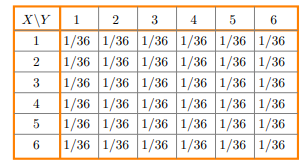 X\Y 1 2 3 4 5 6
1 1/36 1/36 1/36 1/36 1/36 1/36
2 1/36 1/36 1/36 1/36 1/36 1/36
3 1/36 1/36 1/36 1/36 1/36 1/36
4 1/36 1/36 1/36 1/36 1/36 1/36
5 1/36 1/36 1/36 1/36 1/36 1/36
6 1/36 1/36 1/36 1/36 1/36 1/36